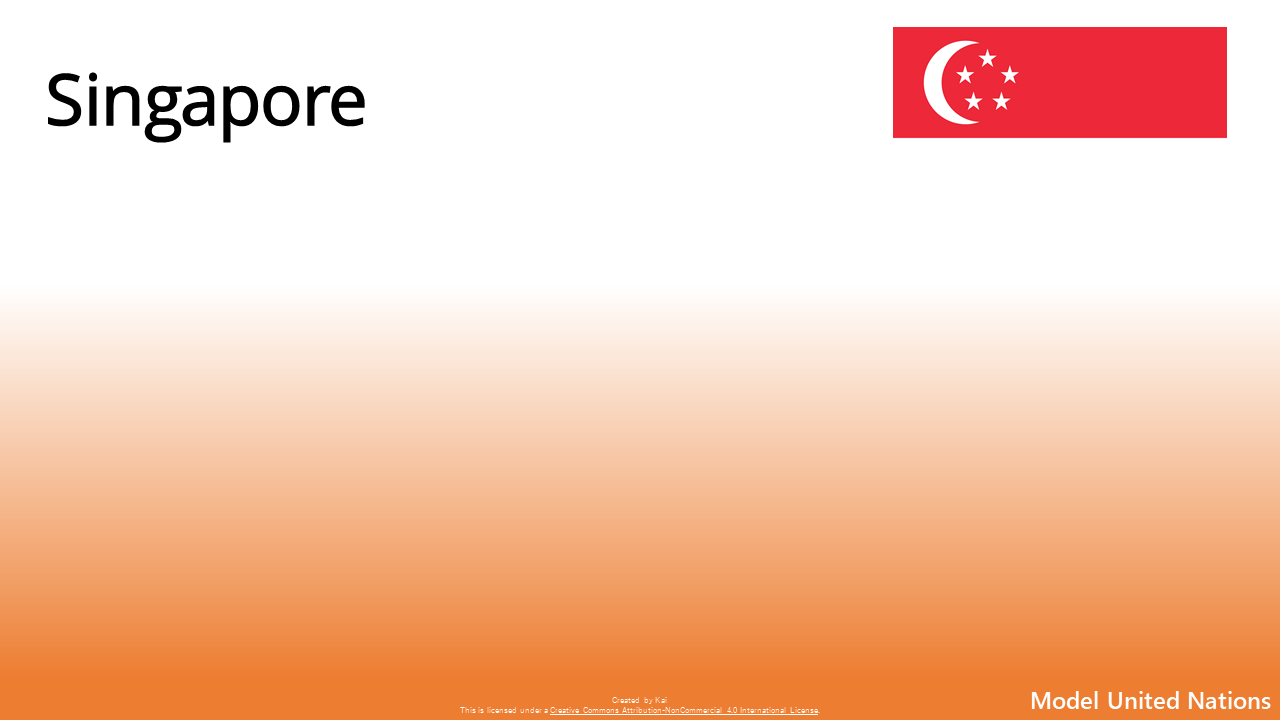 Singapore
Created by Kai
This is licensed under a Creative Commons Attribution-NonCommercial 4.0 International License.
Model United Nations